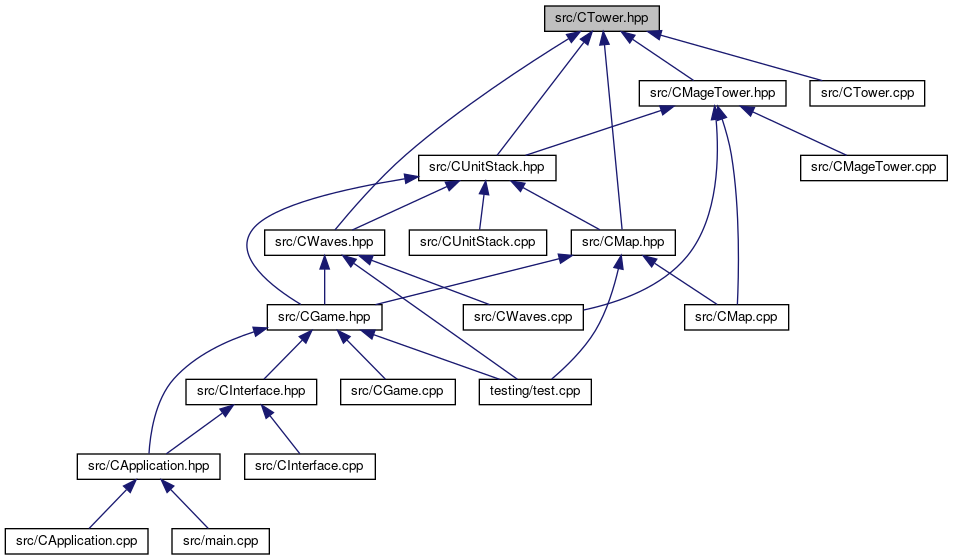 src/CTower.hpp
src/CMageTower.hpp
src/CTower.cpp
src/CUnitStack.hpp
src/CMageTower.cpp
src/CWaves.hpp
src/CUnitStack.cpp
src/CMap.hpp
src/CGame.hpp
src/CWaves.cpp
src/CMap.cpp
src/CInterface.hpp
src/CGame.cpp
testing/test.cpp
src/CApplication.hpp
src/CInterface.cpp
src/CApplication.cpp
src/main.cpp